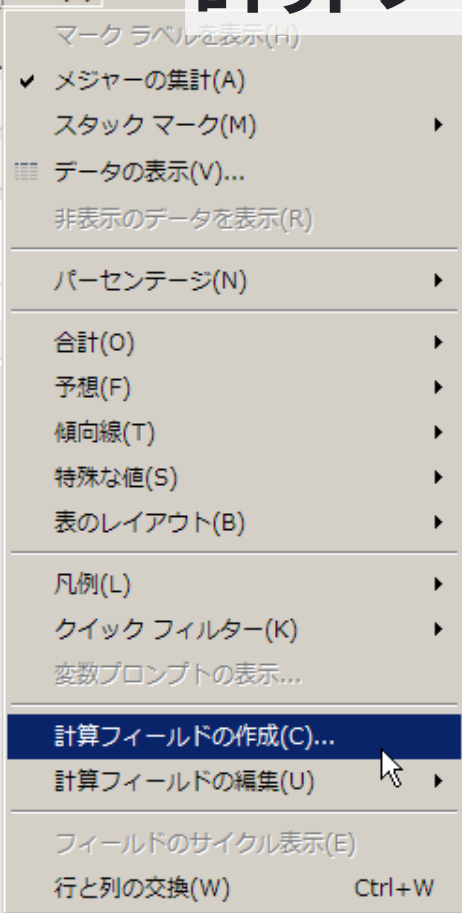 計算フ
マーク ラベルを表示(H)
メジャーの集計(A)
スタック マーク(M)
データの表示(V)...
非表示のデータを表示(R)
パーセンテージ(N)
合計(O)
予想(F)
傾向線(T)
特殊な値(S)
表のレイアウト(B)
凡例(L)
クイック フィルター(K)
変数プロンプトの表示...
計算フィールドの作成(C)...
計算フィールドの編集(U)
フィールドのサイクル表示(E)
行と列の交換(W) Ctrl+W